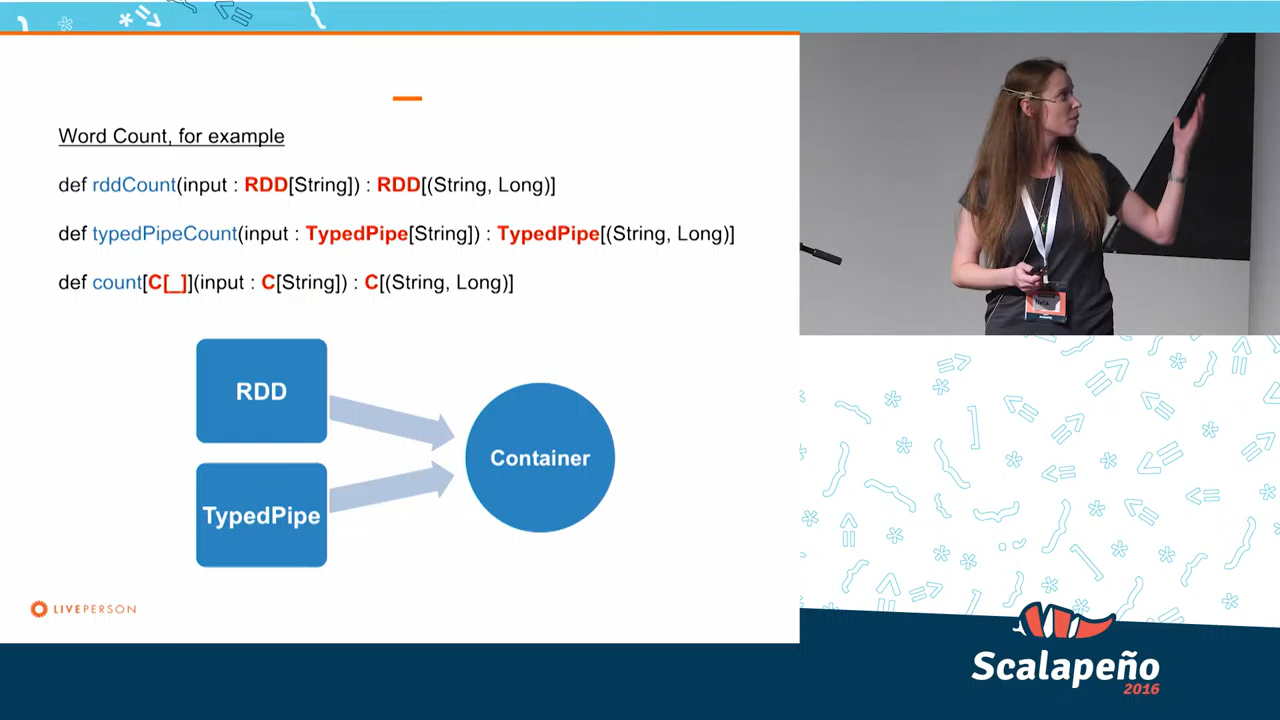 Word Count, for example
def rddCount(input : RDD[String]) : RDD[(String, Long)]
def typedPipeCount(input : TypedPipe[String]) : TypedPipe[(String, Long)]
def count[C[_]](input : C[String]) : C[(String, Long)]
RDD
TypedPipe
Container
LIVEPERSON
Scalapeño
2016